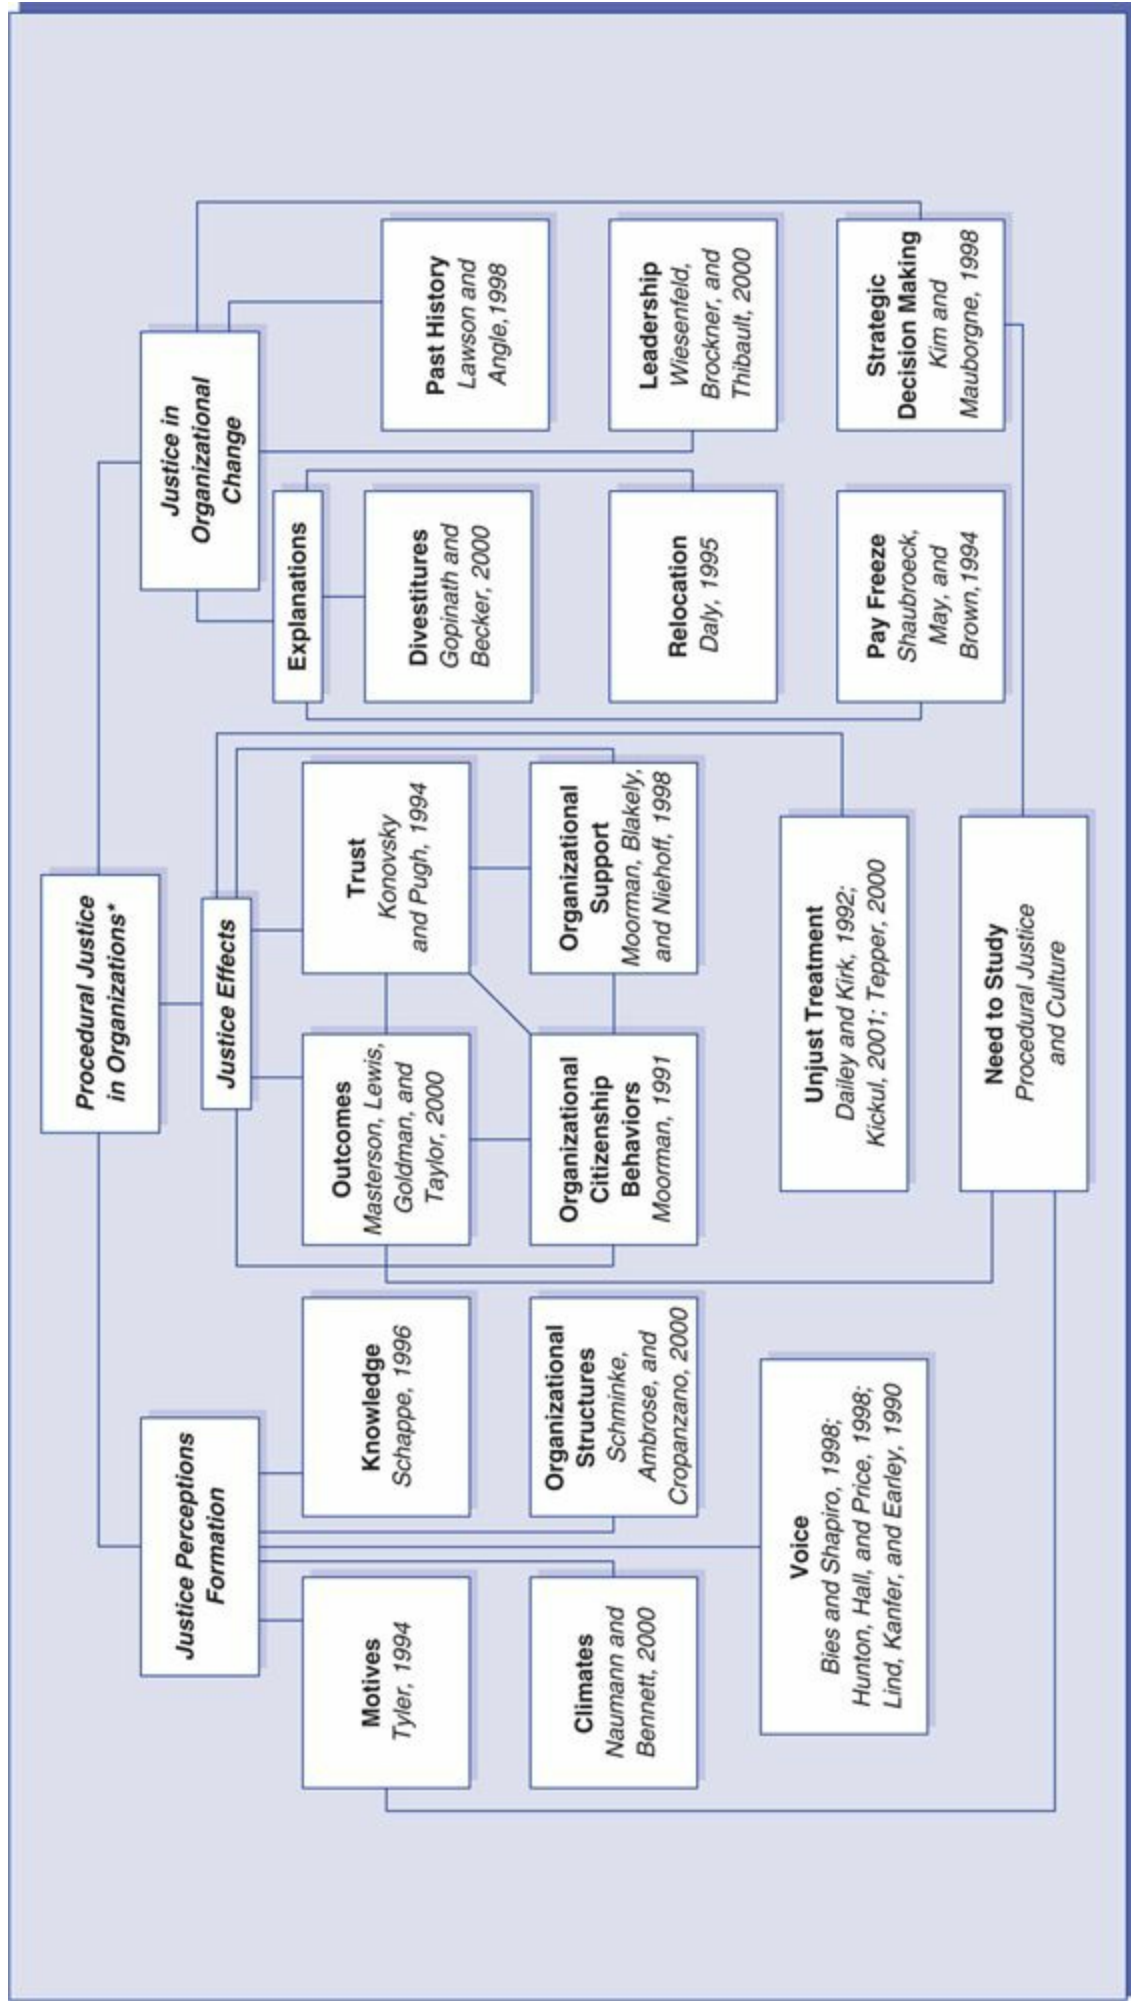 Procedural Justice
in Organizations*
Justice Perceptions
Formation
Motives
Tyler, 1994
Knowledge
Schappe, 1996
Climates
Naumann and
Bennett, 2000
Organizational
Structures
Schminke,
Ambrose, and
Cropanzano, 2000
Voice
Bies and Shapiro, 1998;
Hunton, Hall, and Price, 1998;
Lind, Kanfer, and Earley, 1990
Justice Effects
Outcomes
Masterson, Lewis,
Goldman, and
Taylor, 2000
Trust
Konovsky
and Pugh, 1994
Organizational
Citizenship
Behaviors
Moorman, 1991
Organizational
Support
Moorman, Blakely,
and Niehoff, 1998
Unjust Treatment
Dailey and Kirk, 1992;
Kickul, 2001; Tepper, 2000
Justice in
Organizational
Change
Explanations
Divestitures
Gopinath and
Becker, 2000
Past History
Lawson and
Angle,1998
Relocation
Daly, 1995
Leadership
Wiesenfeld,
Brockner, and
Thibault, 2000
Pay Freeze
Shaubroeck,
May, and
Brown,1994
Strategic
Decision Making
Kim and
Mauborgne, 1998
Need to Study
Procedural Justice
and Culture